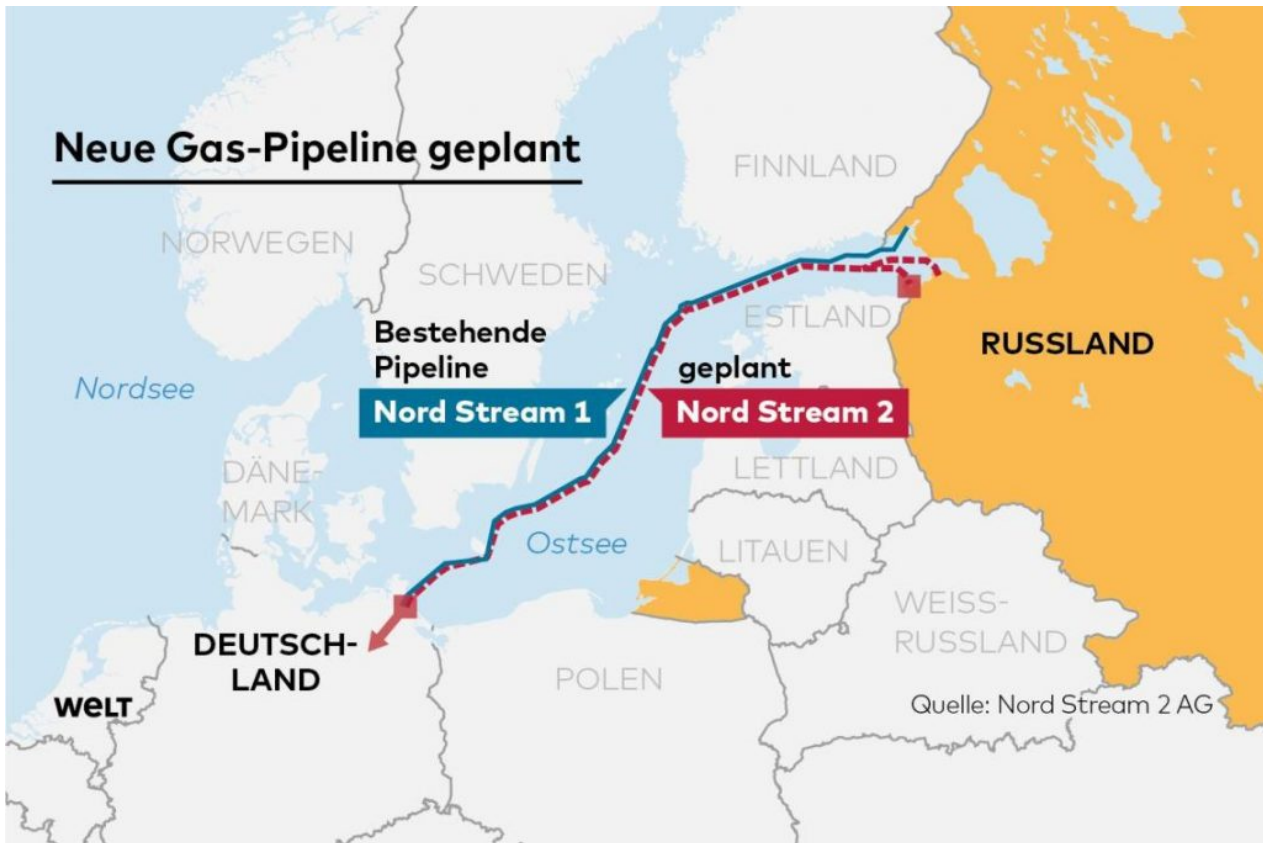 Neue Gas-Pipeline geplant
FINNLAND
NORWEGEN
SCHWEDEN
ESTLAND
RUSSLAND
Bestehende
Pipeline
Nord Stream 1
geplant
Nord Stream 2
Nordsee
LETTLAND
DÄNE-
MARK
Ostsee
LITAUEN
WEISS-
RUSSLAND
DEUTSCH-
LAND
POLEN
WELT
Quelle: Nord Stream 2 AG